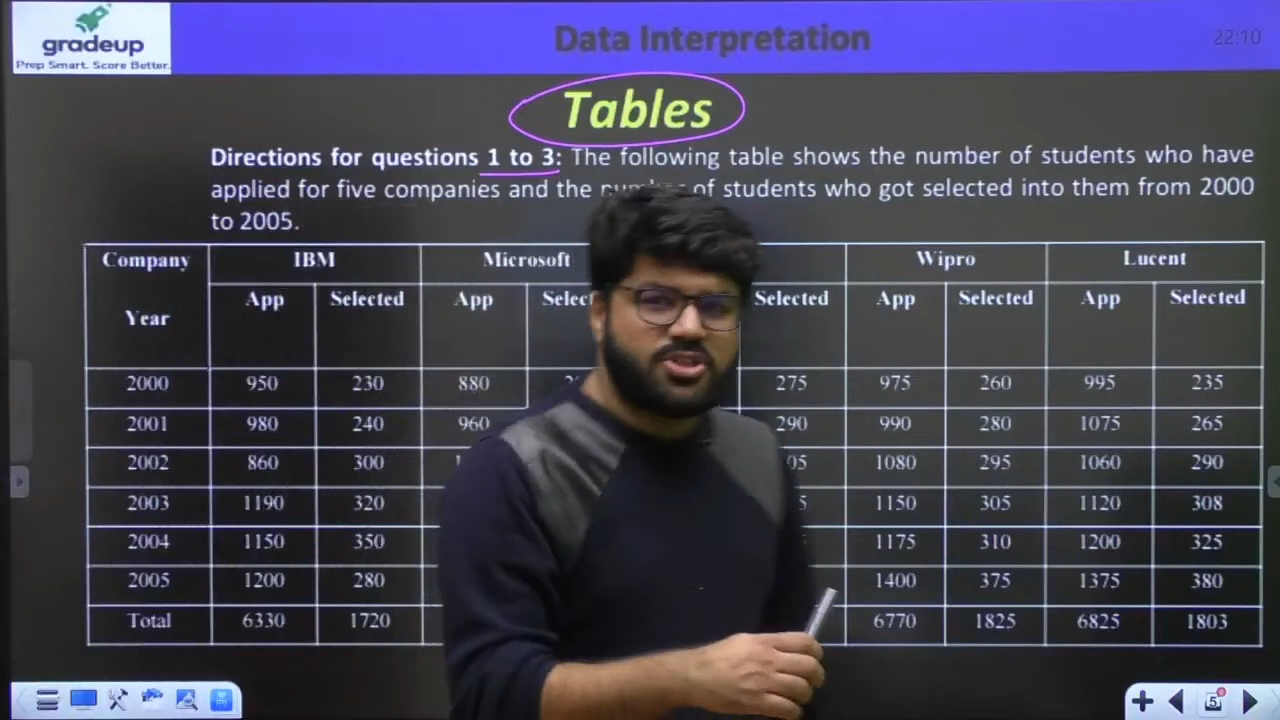 gradeup
Prep Smart. Score Better.
Data Interpretation
22:10
Tables
Directions for questions 1 to 3: The following table shows the number of students who have
applied for five companies and the of students who got selected into them from 2000
to 2005.
Company IBM Microsoft Wipro Lucent
Year App Selected App Selected App Selected App Selected
2000 950 230 880 275 975 260 995 235
2001 980 240 960 290 990 280 1075 265
2002 860 300 1080 295 1060 290
2003 1190 320 1150 305 1120 308
2004 1150 350 1175 310 1200 325
2005 1200 280 1400 375 1375 380
Total 6330 1720 6770 1825 6825 1803
5